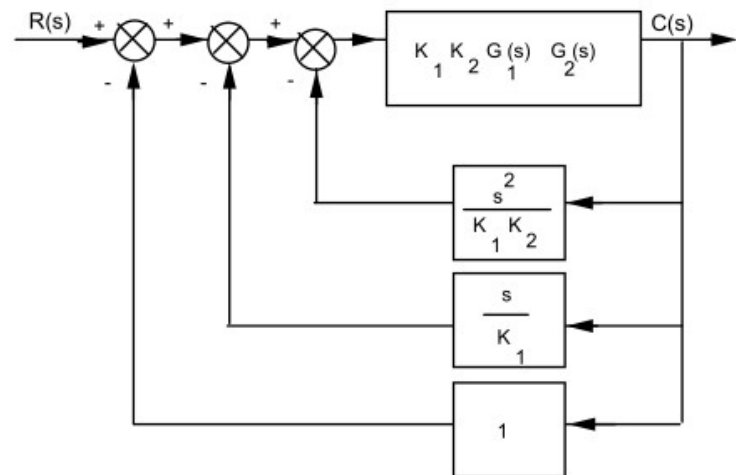 R(s) + + + C(s)
K1 K2 G1(s) G2(s)
- - -
s2
K1 K2
s
K1
1